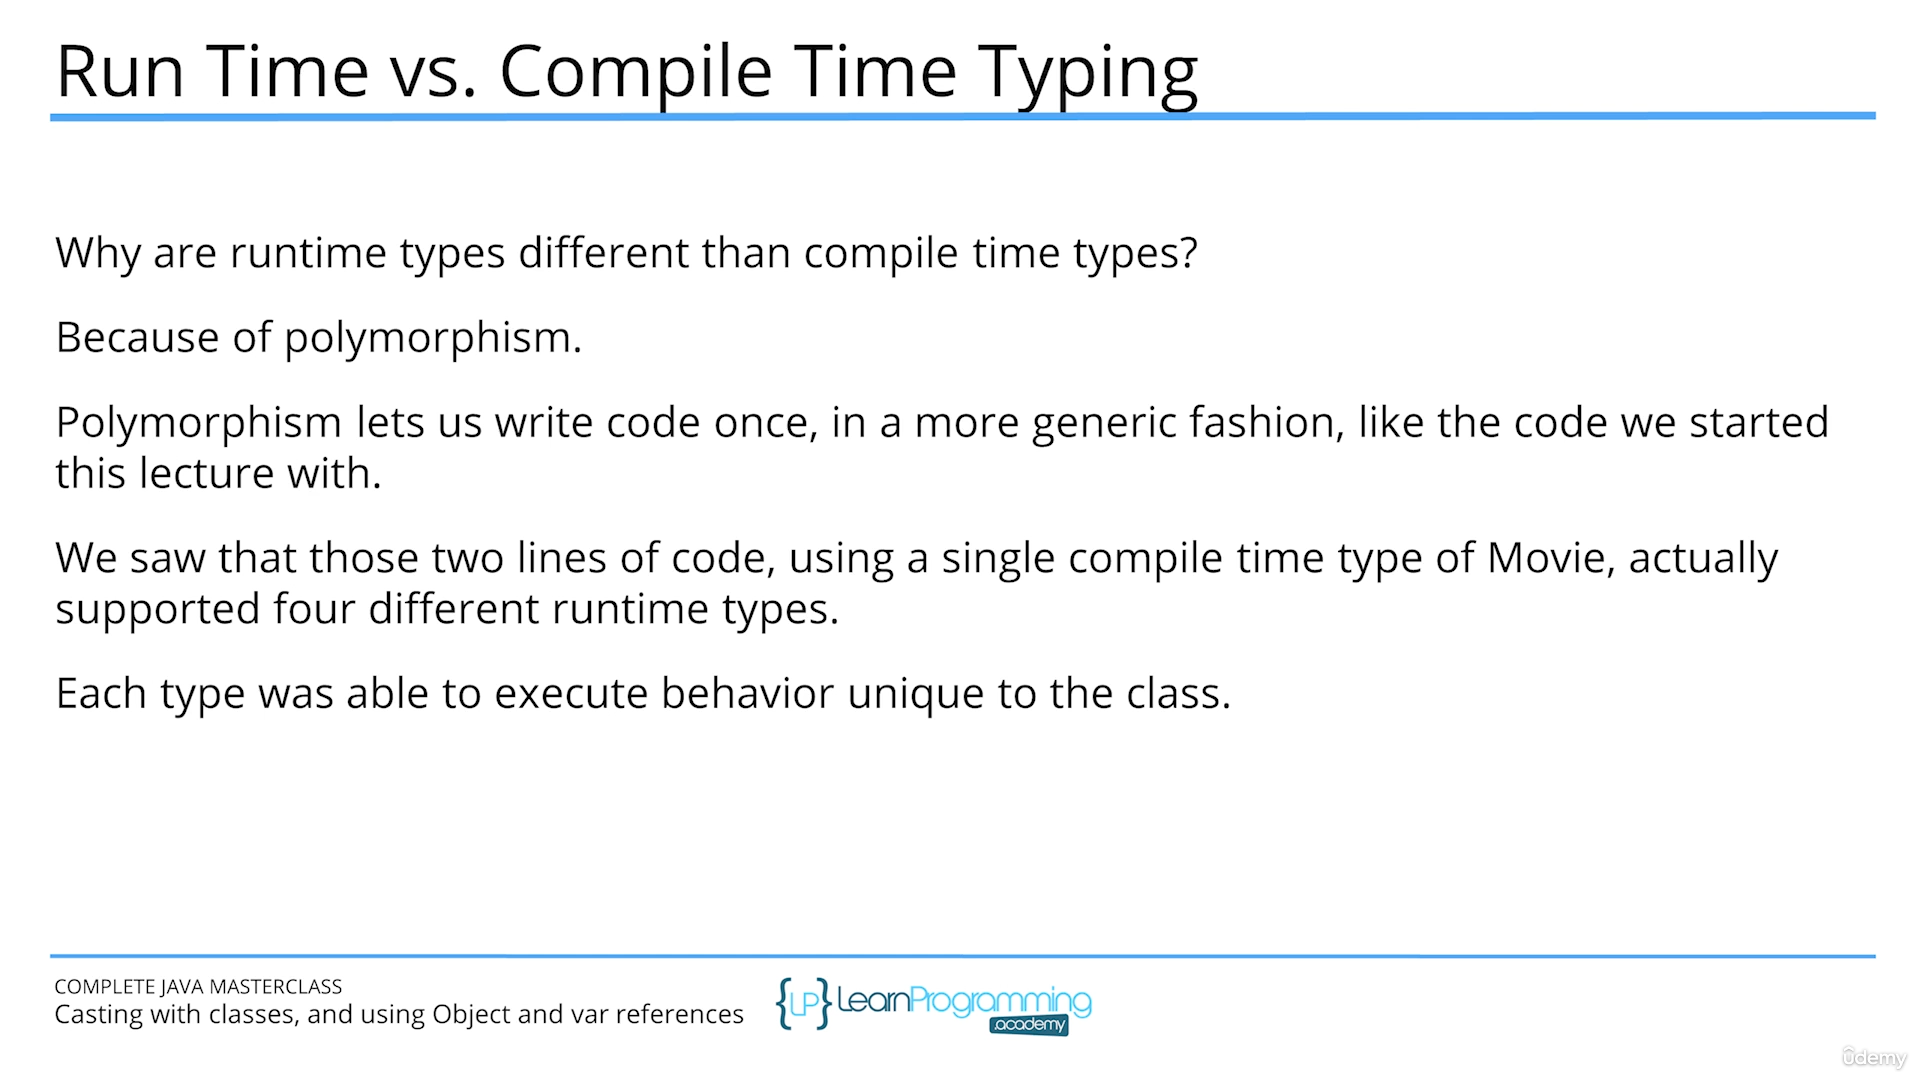 Run Time vs. Compile Time Typing
Why are runtime types different than compile time types?
Because of polymorphism.
Polymorphism lets us write code once, in a more generic fashion, like the code we started
this lecture with.
We saw that those two lines of code, using a single compile time type of Movie, actually
supported four different runtime types.
Each type was able to execute behavior unique to the class.
COMPLETE JAVA MASTERCLASS
Casting with classes, and using Object and var references
{LP} LearnProgramming
.academy
ûdemy